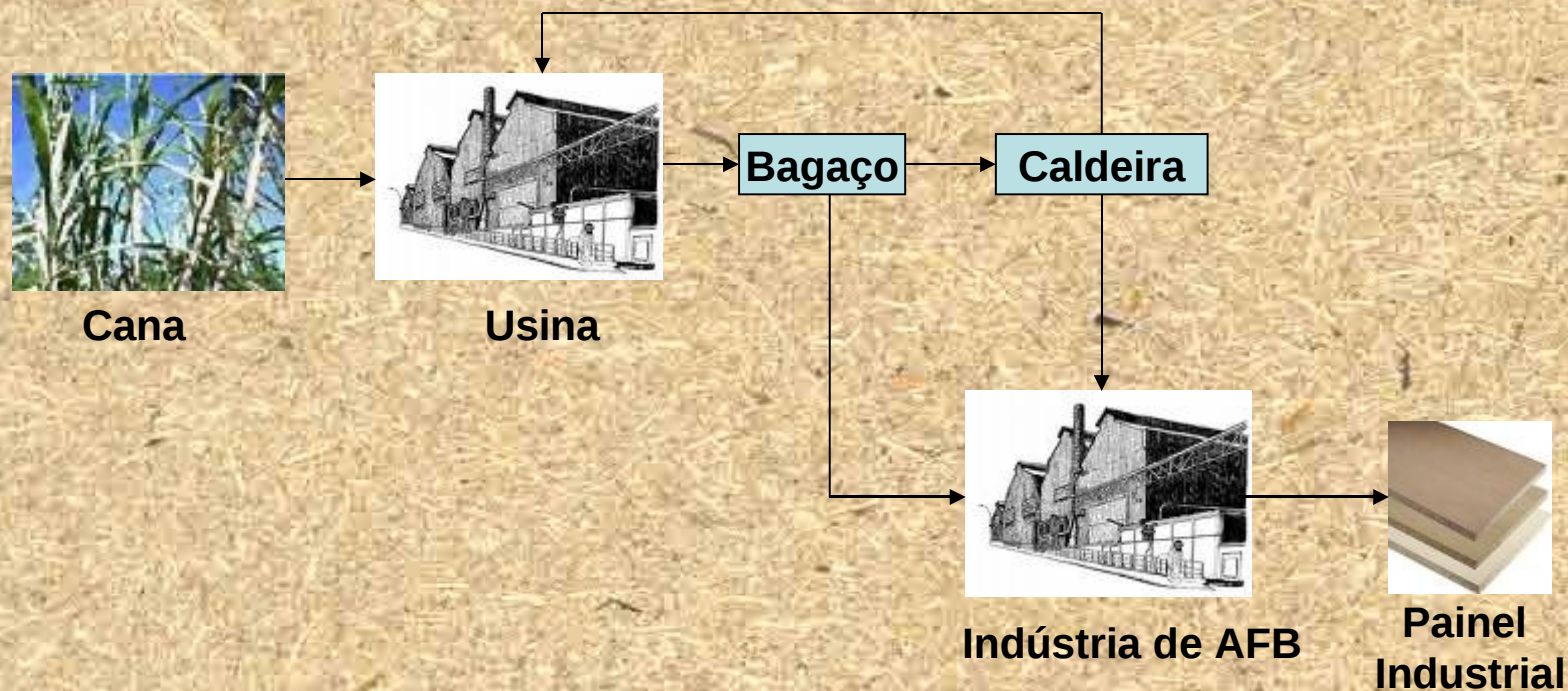 Bagaço
Caldeira
Cana
Usina
Indústria de AFB
Painel
Industrial